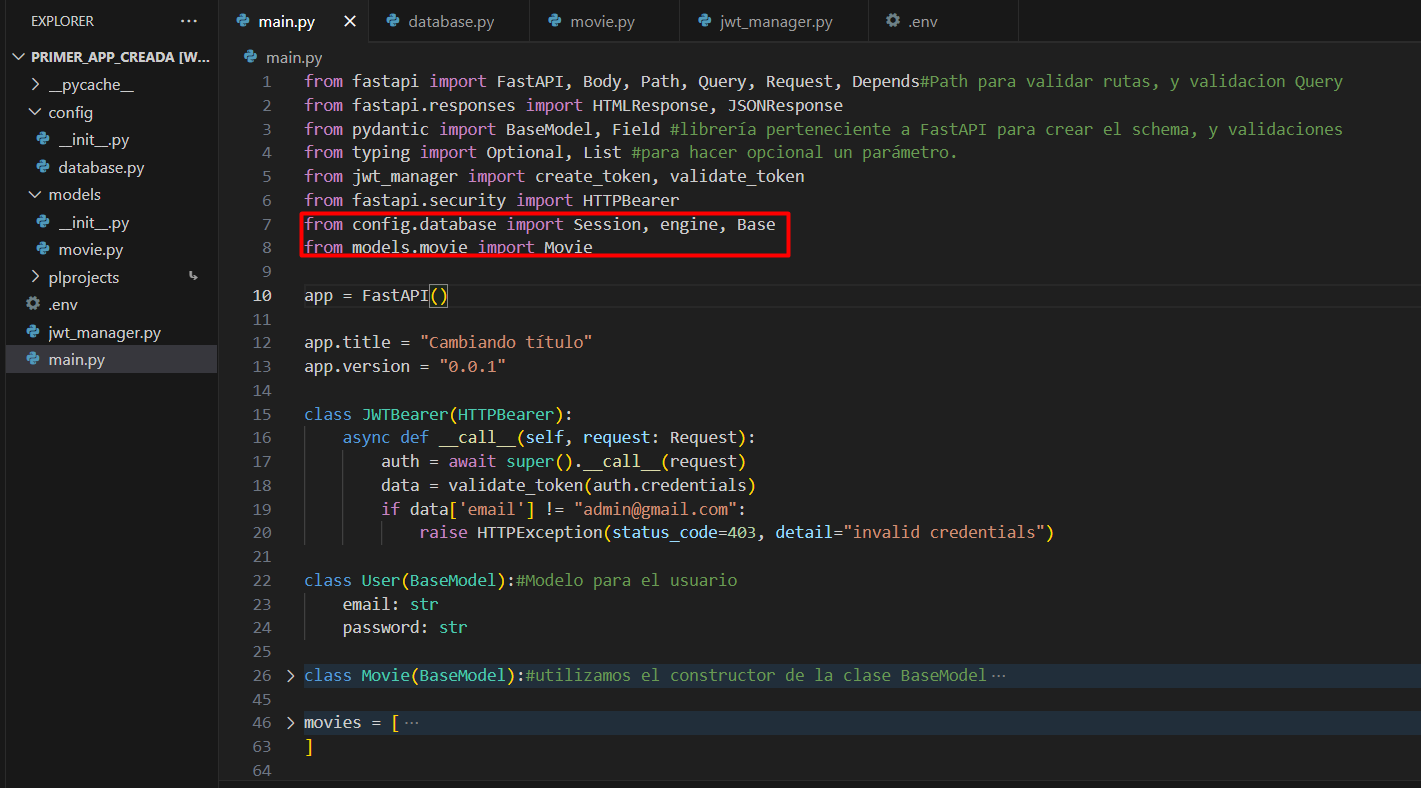 EXPLORER ···
PRIMER_APP_CREADA [W...
__pycache__
config
__init__.py
database.py
models
__init__.py
movie.py
plprojects
.env
jwt_manager.py
main.py
main.py database.py movie.py jwt_manager.py .env
main.py
1 from fastapi import FastAPI, Body, Path, Query, Request, Depends#Path para validar rutas, y validacion Query
2 from fastapi.responses import HTMLResponse, JSONResponse
3 from pydantic import BaseModel, Field #librería perteneciente a FastAPI para crear el schema, y validaciones
4 from typing import Optional, List #para hacer opcional un parámetro.
5 from jwt_manager import create_token, validate_token
6 from fastapi.security import HTTPBearer
7 from config.database import Session, engine, Base
8 from models.movie import Movie
9
10 app = FastAPI()
11
12 app.title = "Cambiando título"
13 app.version = "0.0.1"
14
15 class JWTBearer(HTTPBearer):
16 async def __call__(self, request: Request):
17 auth = await super().__call__(request)
18 data = validate_token(auth.credentials)
19 if data['email'] != "admin@gmail.com":
20 raise HTTPException(status_code=403, detail="invalid credentials")
21
22 class User(BaseModel):#Modelo para el usuario
23 email: str
24 password: str
25
26 class Movie(BaseModel):#utilizamos el constructor de la clase BaseModel ···
45
46 movies = [ ···
63 ]
64